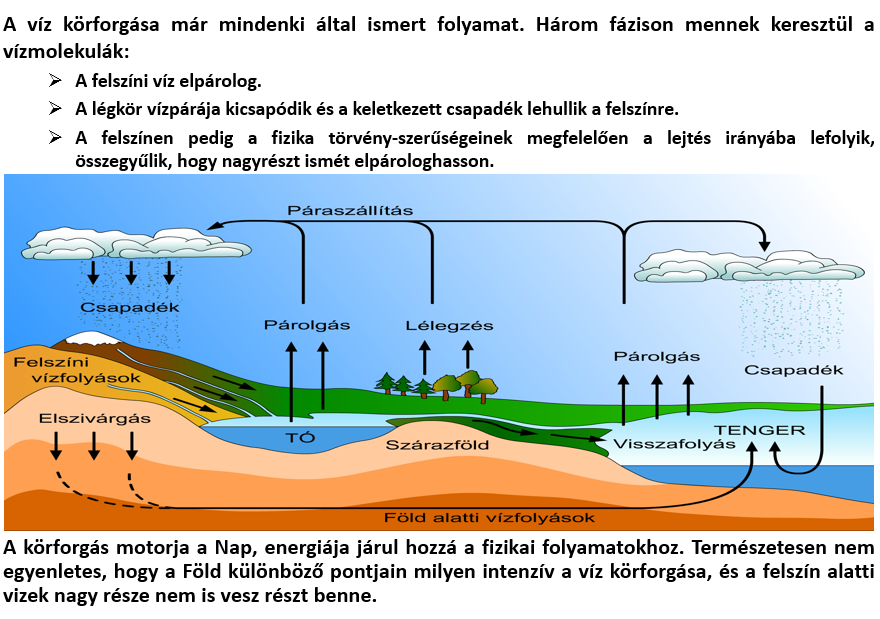 A víz körforgása már mindenki által ismert folyamat. Három fázison mennek keresztül a
vízmolekulák:
➢ A felszíni víz elpárolog.
➢ A légkör vízpárája kicsapódik és a keletkezett csapadék lehullik a felszínre.
➢ A felszínen pedig a fizika törvény-szerűségeinek megfelelően a lejtés irányába lefolyik,
összegyűlik, hogy nagyrészt ismét elpárologhasson.
Páraszállítás
Csapadék
Párolgás
Lélegzés
Párolgás
Csapadék
Felszíni
vízfolyások
Elszivárgás
TÓ
Szárazföld
Visszafolyás
TENGER
Föld alatti vízfolyások
A körforgás motorja a Nap, energiája járul hozzá a fizikai folyamatokhoz. Természetesen nem
egyenletes, hogy a Föld különböző pontjain milyen intenzív a víz körforgása, és a felszín alatti
vizek nagy része nem is vesz részt benne.